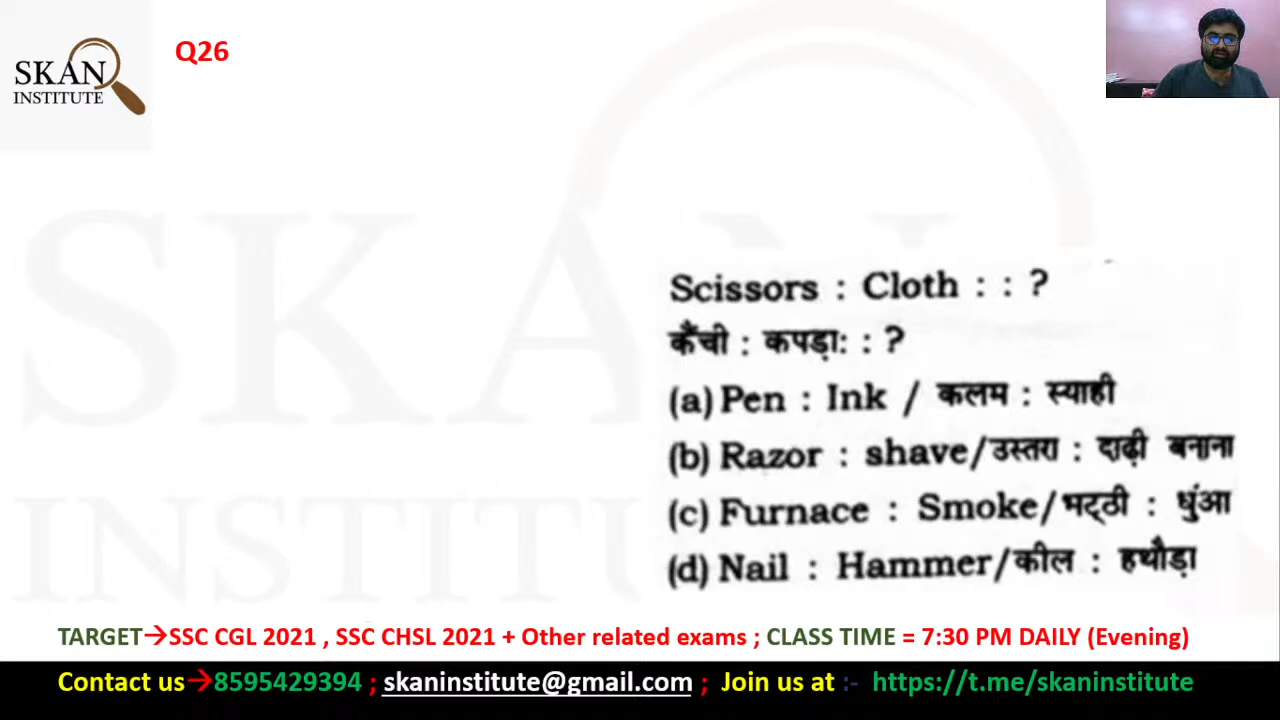 SKAN
INSTITUTE
Q26
Scissors : Cloth : : ?
कैंची : कपड़ा: : ?
(a) Pen : Ink / कलम : स्याही
(b) Razor : shave/उस्तरा : दाढ़ी बनाना
(c) Furnace : Smoke/भट्ठी : धुंआ
(d) Nail : Hammer/कील : हथौड़ा
SKAN
INSTITU
TARGET→SSC CGL 2021 , SSC CHSL 2021 + Other related exams ; CLASS TIME = 7:30 PM DAILY (Evening)
Contact us→8595429394 ; skaninstitute@gmail.com ; Join us at :- https://t.me/skaninstitute